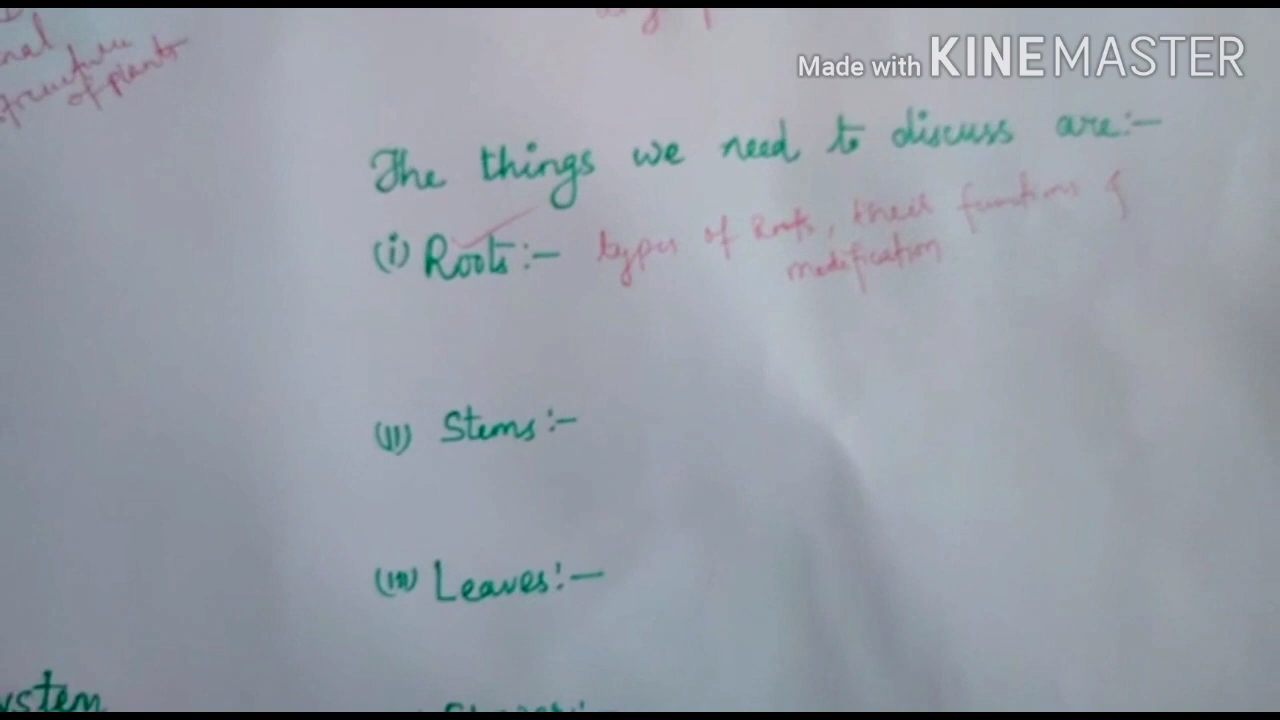 nal
structure
of plants
Made with KINEMASTER
The things we need to discuss are:-
(i) Roots:- types of Roots, their functions &
modification
(ii) Stems:-
(iii) Leaves:-
ystem